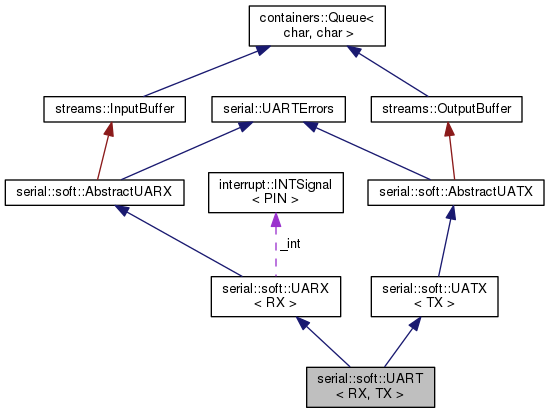 containers::Queue<
char, char >
streams::InputBuffer
serial::UARTErrors
streams::OutputBuffer
serial::soft::AbstractUARX
interrupt::INTSignal
< PIN >
serial::soft::AbstractUATX
_int
serial::soft::UARX
< RX >
serial::soft::UATX
< TX >
serial::soft::UART
< RX, TX >